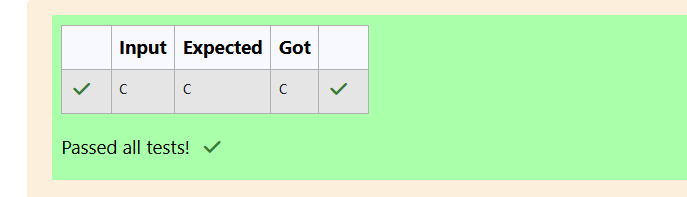 Input Expected Got
C C C
Passed all tests!